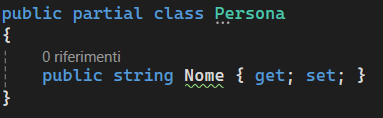 public partial class Persona
{
0 riferimenti
public string Nome { get; set; }
}